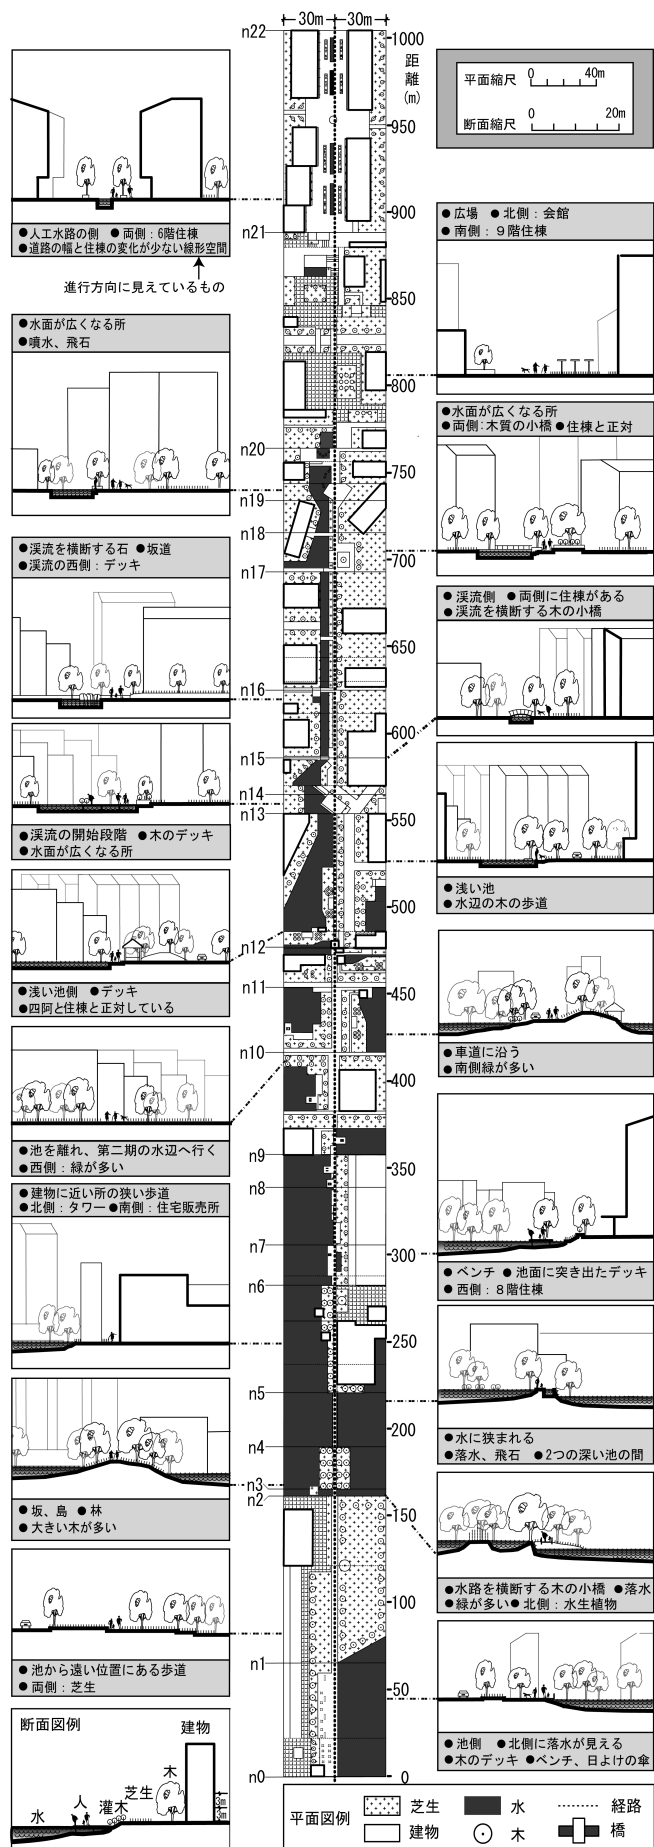 30m 30m
n22
n21
n20
n19
n18
n17
n16
n15
n14
n13
n12
n11
n10
n9
n8
n7
n6
n5
n4
n3
n2
n1
n0
1000
距離(m)
950
900
850
800
750
700
650
600
550
500
450
400
350
300
250
200
150
100
50
0
平面縮尺 0 40m
断面縮尺 0 20m
●人工水路の側 ●両側:6階住棟
●道路の幅と住棟の変化が少ない線形空間
進行方向に見えているもの
●水面が広くなる所
●噴水、飛石
●渓流を横断する石 ●坂道
●渓流の西側:デッキ
●渓流の開始段階 ●木のデッキ
●水面が広くなる所
●浅い池側 ●デッキ
●四阿と住棟と正対している
●池を離れ、第二期の水辺へ行く
●西側:緑が多い
●建物に近い所の狭い歩道
●北側:タワー ●南側:住宅販売所
●坂、島 ●林
●大きい木が多い
●池から遠い位置にある歩道
●両側:芝生
●広場 ●北側:会館
●南側:9階住棟
●水面が広くなる所
●両側:木質の小橋 ●住棟と正対
●渓流側 ●両側に住棟がある
●渓流を横断する木の小橋
●浅い池
●水辺の木の歩道
●車道に沿う
●南側緑が多い
●ベンチ ●池面に突き出たデッキ
●西側:8階住棟
●水に狭まれる
●落水、飛石 ●2つの深い池の間
●水路を横断する木の小橋 ●落水
●緑が多い ●北側:水生植物
●池側 ●北側に落水が見える
●木のデッキ ●ベンチ、日よけの傘
断面図例
建物
木
芝生
灌木
人
水
平面図例
芝生 水 経路
建物 木 橋